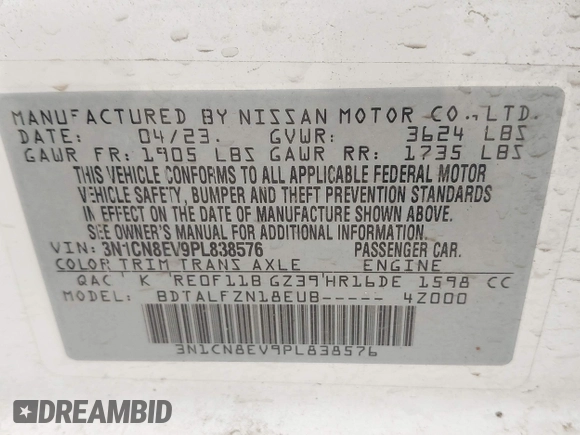 MANUFACTURED BY NISSAN MOTOR CO., LTD.
DATE: 04/23. GVWR: 3624 LBS
GAWR FR: 1905 LBS GAWR RR: 1735 LBS
THIS VEHICLE CONFORMS TO ALL APPLICABLE FEDERAL MOTOR
VEHICLE SAFETY, BUMPER AND THEFT PREVENTION STANDARDS
IN EFFECT ON THE DATE OF MANUFACTURE SHOWN ABOVE.
SEE OWNER'S MANUAL FOR ADDITIONAL INFORMATION.
VIN: 3N1CN8EV9PL838576 PASSENGER CAR.
COLOR TRIM TRANS AXLE ENGINE
QAC K RE0F11B GZ39 HR16DE 1598 CC
MODEL: BDTALFZN18EUB----- 4Z000
3N1CN8EV9PL838576
DREAMBID